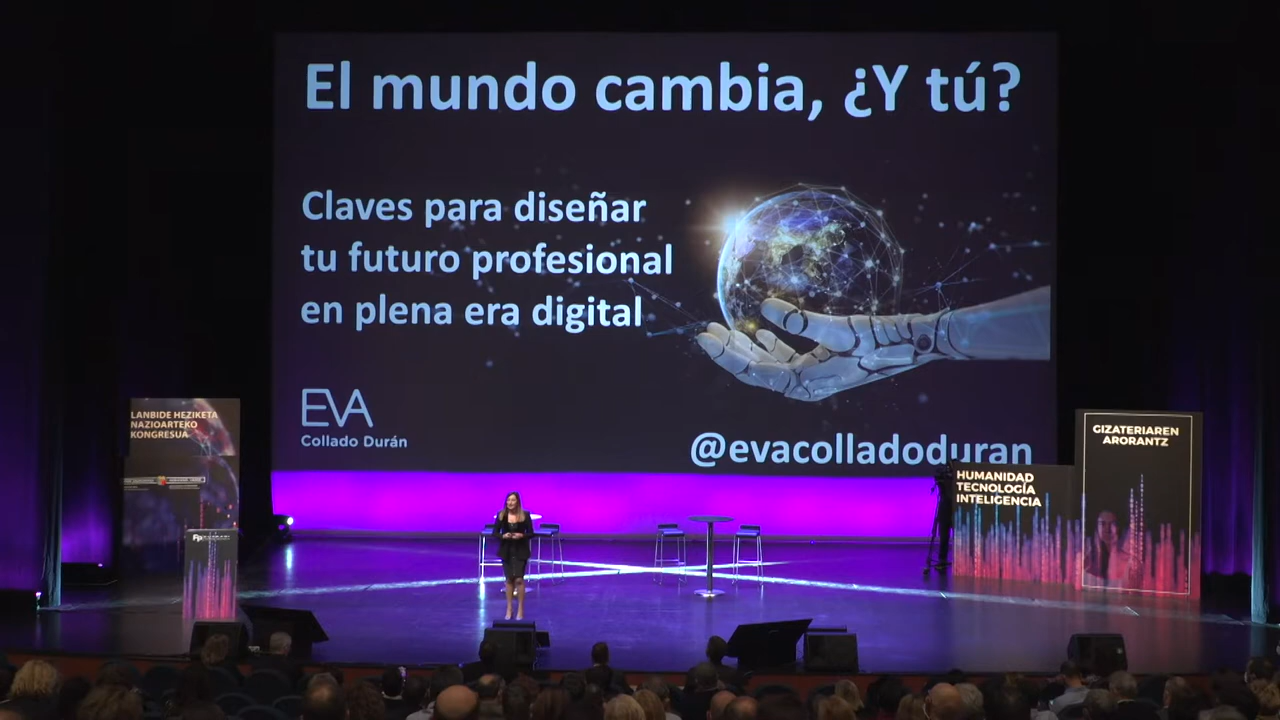 El mundo cambia, ¿Y tú?
Claves para diseñar
tu futuro profesional
en plena era digital
EVA
Collado Durán
@evacolladoduran
LANBIDE HEZIKETA
NAZIOARTEKO
KONGRESUA
Fp
HUMANIDAD
TECNOLOGÍA
INTELIGENCIA
GIZATERIAREN
ARORANTZ